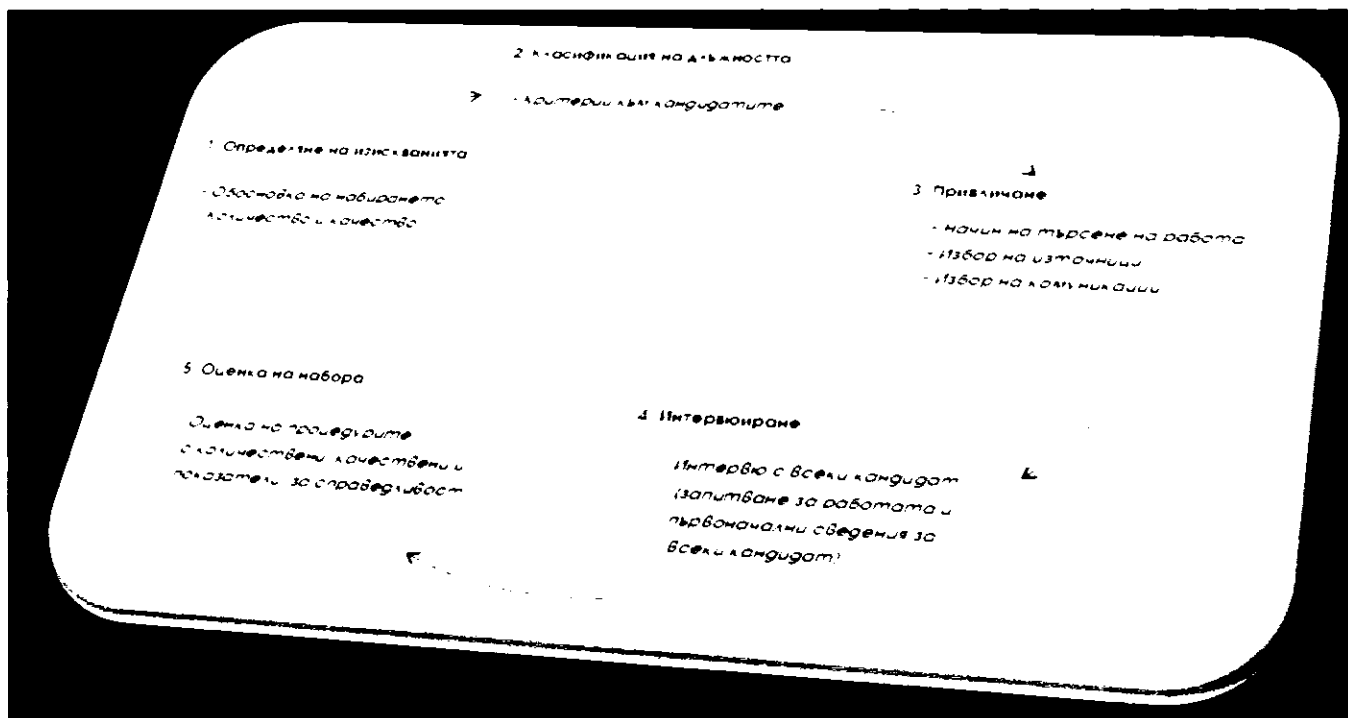 2. Класификация на длъжността
- Критерии към кандидатите
1. Определяне на изискванията
- Обосновка на набирането
количество и качество
3. Привличане
- начин на търсене на работа
- Избор на източници
- Избор на комуникации
5. Оценка на набора
Оценка на процедурите
с количествени, качествени и
показатели за справедливост
4. Интервюиране
Интервю с всеки кандидат
(запитване за работата и
първоначални сведения за
всеки кандидат)